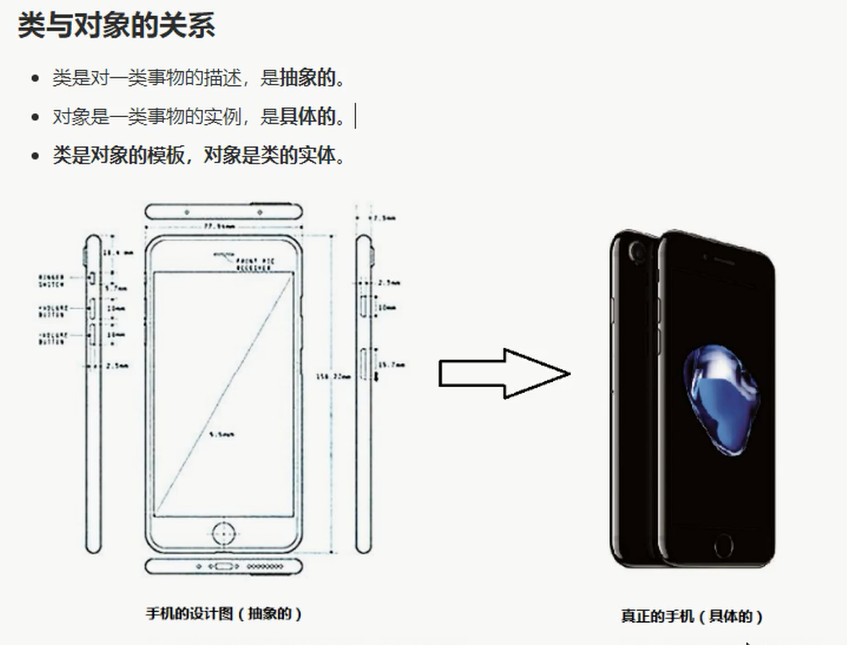 类与对象的关系
类是对一类事物的描述，是抽象的。
对象是一类事物的实例，是具体的。
类是对象的模板，对象是类的实体。
77.94mm
7.5mm
FRONT MIC
RECEIVER
RINGER
SWITCH
5.7mm
2.5mm
+VOLUME
BUTTON
10mm
10mm
-VOLUME
BUTTON
10mm
2.5mm
15.7mm
5.5mm
手机的设计图（抽象的）
真正的手机（具体的）